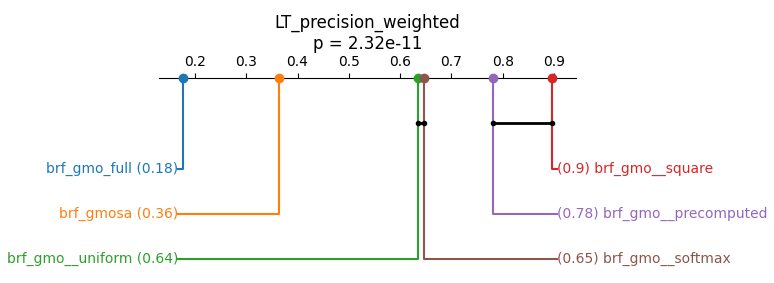 LT_precision_weighted
p = 2.32e-11
0.2 0.3 0.4 0.5 0.6 0.7 0.8 0.9
brf_gmo_full (0.18)
(0.9) brf_gmo__square
brf_gmosa (0.36)
(0.78) brf_gmo__precomputed
brf_gmo__uniform (0.64)
(0.65) brf_gmo__softmax